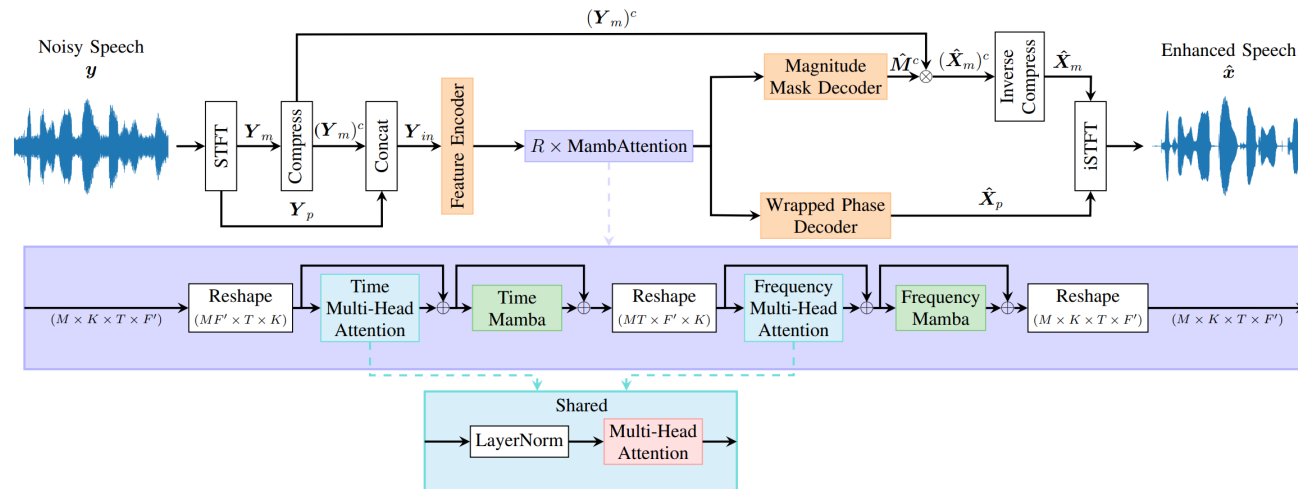 Noisy Speech
y
STFT
Y_m
Compress
(Y_m)^c
(Y_m)^c
Y_p
Concat
Y_in
Feature Encoder
R × MambAttention
Magnitude
Mask Decoder
M̂^c
⊗
(X̂_m)^c
Inverse
Compress
X̂_m
Wrapped Phase
Decoder
X̂_p
iSTFT
Enhanced Speech
x̂
(M × K × T × F′)
Reshape
(MF′ × T × K)
Time
Multi-Head
Attention
⊕
Time
Mamba
⊕
Reshape
(MT × F′ × K)
Frequency
Multi-Head
Attention
⊕
Frequency
Mamba
⊕
Reshape
(M × K × T × F′)
(M × K × T × F′)
Shared
LayerNorm
Multi-Head
Attention